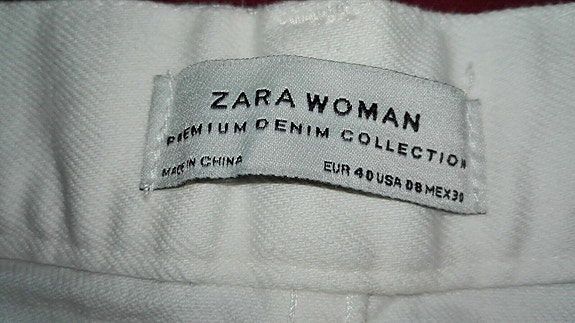 ZARA WOMAN
PREMIUM DENIM COLLECTION
MADE IN CHINA
EUR 40 USA 08 MEX 30